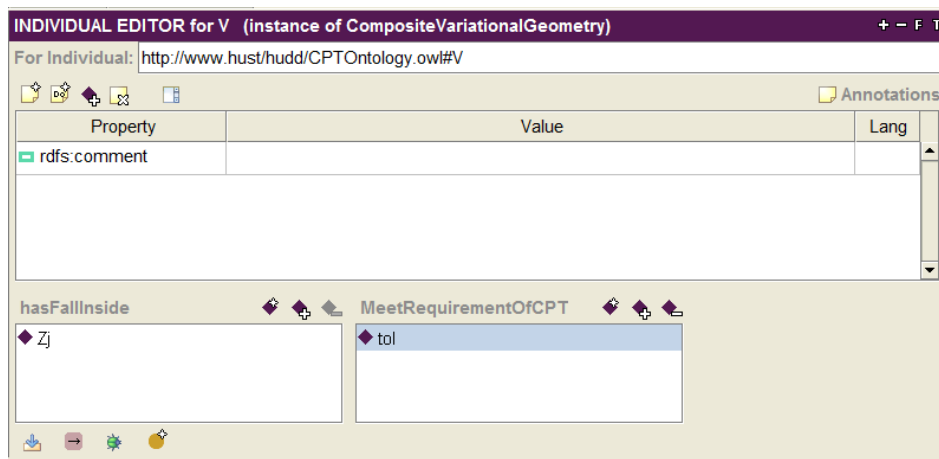 INDIVIDUAL EDITOR for V (instance of CompositeVariationalGeometry) + − F T
For Individual: http://www.hust/hudd/CPTOntology.owl#V
Annotations
Property Value Lang
rdfs:comment
hasFallInside MeetRequirementOfCPT
Zj tol